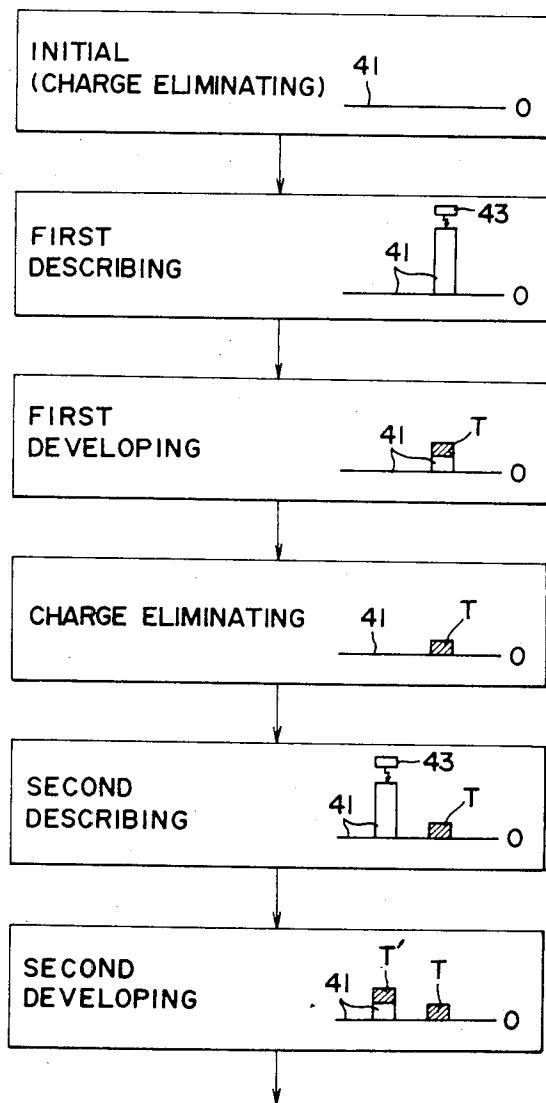 INITIAL
(CHARGE ELIMINATING)
41
0
FIRST
DESCRIBING
43
41
0
FIRST
DEVELOPING
41
T
0
CHARGE ELIMINATING
41
T
0
SECOND
DESCRIBING
43
41
T
0
SECOND
DEVELOPING
T'
41
T
0